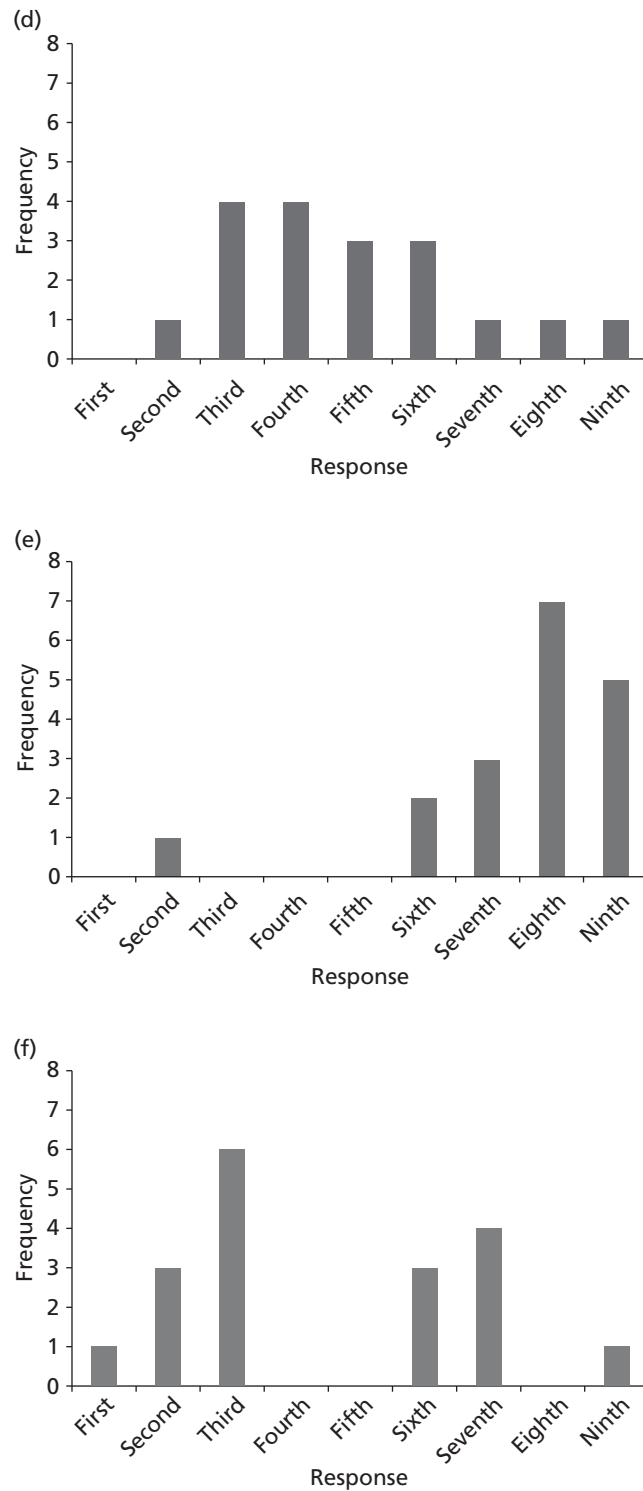 (d)
8
7
6
5
4
3
2
1
0
Frequency
First
Second
Third
Fourth
Fifth
Sixth
Seventh
Eighth
Ninth
Response
(e)
8
7
6
5
4
3
2
1
0
Frequency
First
Second
Third
Fourth
Fifth
Sixth
Seventh
Eighth
Ninth
Response
(f)
8
7
6
5
4
3
2
1
0
Frequency
First
Second
Third
Fourth
Fifth
Sixth
Seventh
Eighth
Ninth
Response